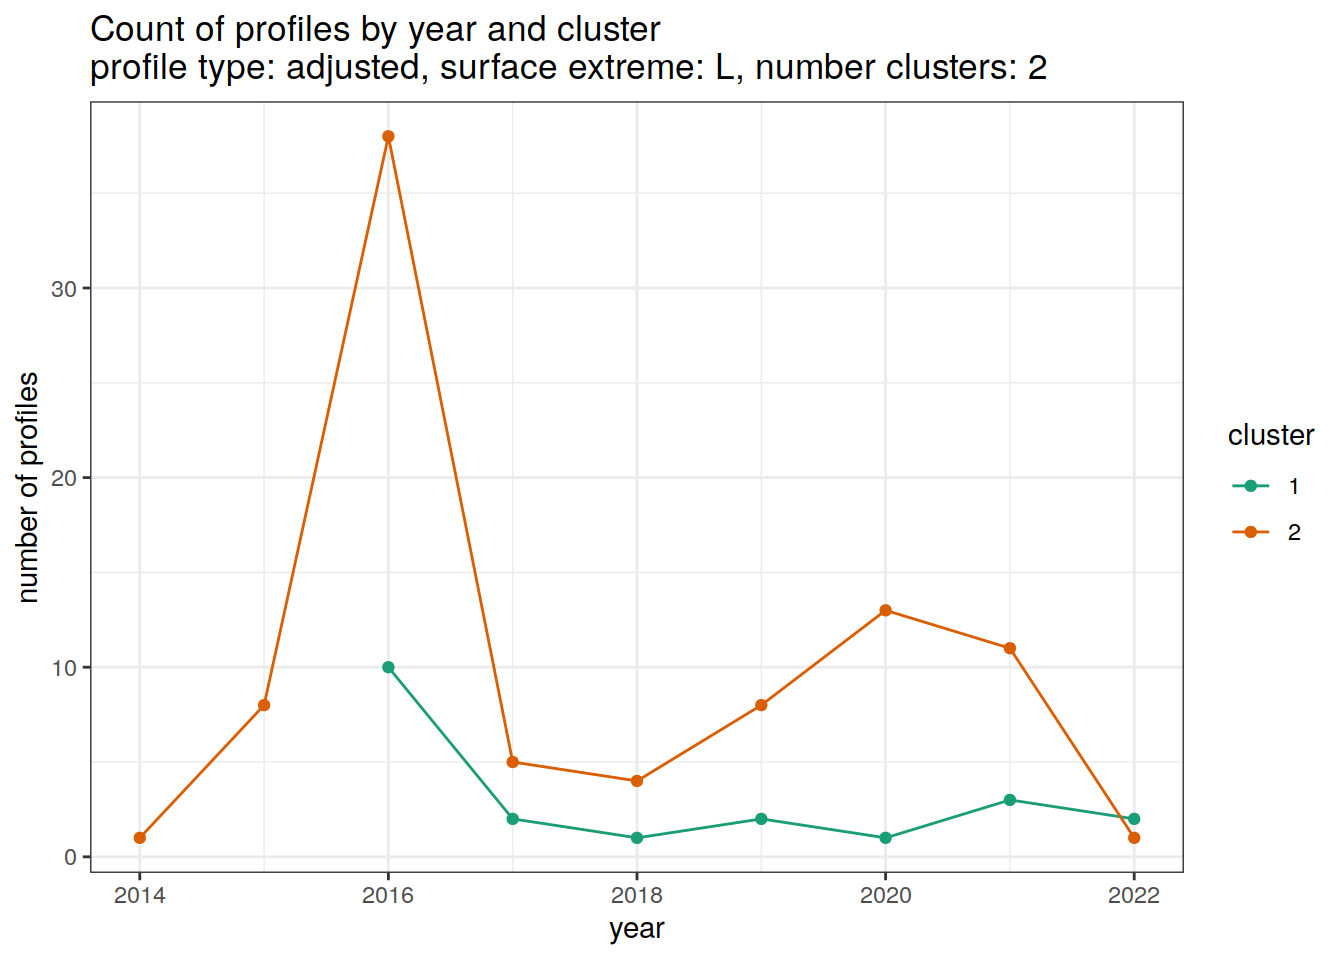 Count of profiles by year and cluster
profile type: adjusted, surface extreme: L, number clusters: 2
number of profiles
30
20
10
0
2014 2016 2018 2020 2022
year
cluster
1
2